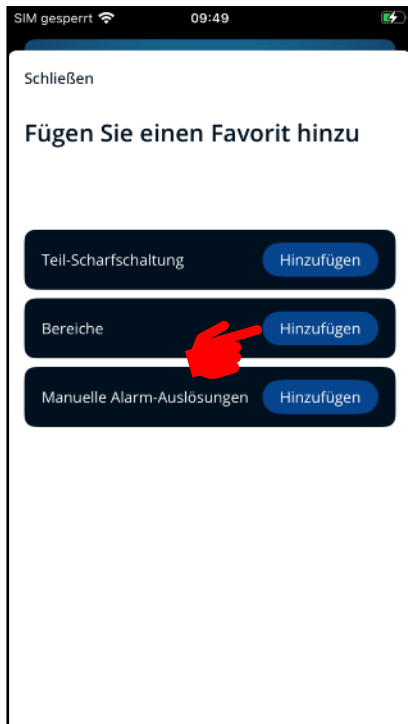 SIM gesperrt 09:49
Schließen
Fügen Sie einen Favorit hinzu
Teil-Scharfschaltung Hinzufügen
Bereiche Hinzufügen
Manuelle Alarm-Auslösungen Hinzufügen